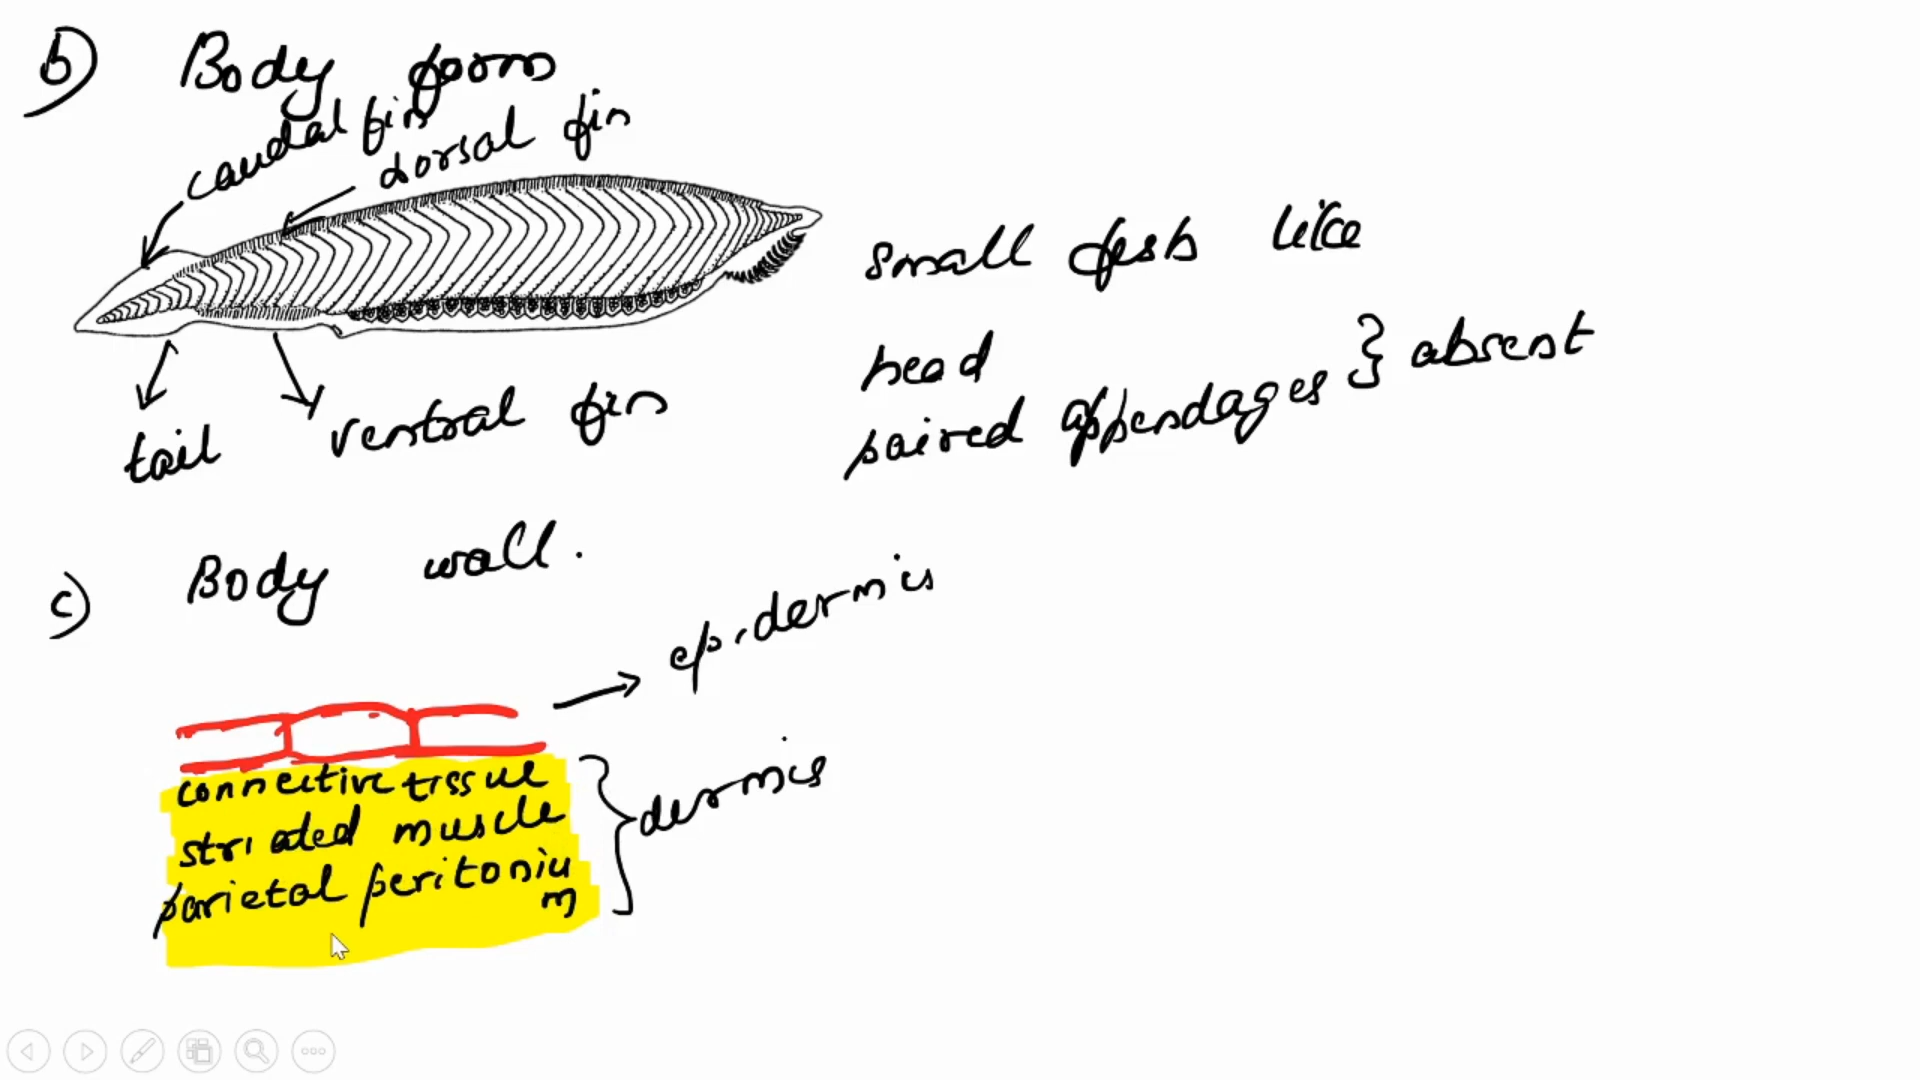 b) Body form
caudal fin
dorsal fin
small fish like
head
paired appendages } absent
tail
ventral fin
c) Body wall.
epidermis
connective tissue
striated muscle
parietal peritoniu
m
dermis